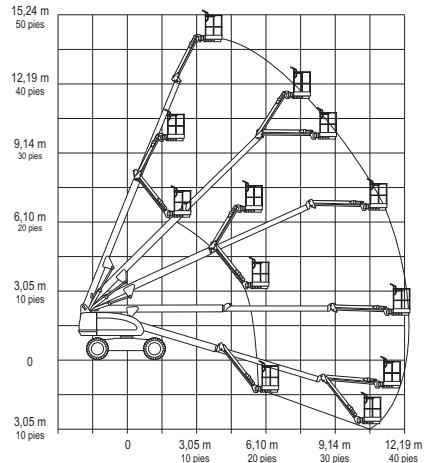 15,24 m
50 pies
12,19 m
40 pies
9,14 m
30 pies
6,10 m
20 pies
3,05 m
10 pies
0
3,05 m
10 pies
0 3,05 m 6,10 m 9,14 m 12,19 m
10 pies 20 pies 30 pies 40 pies